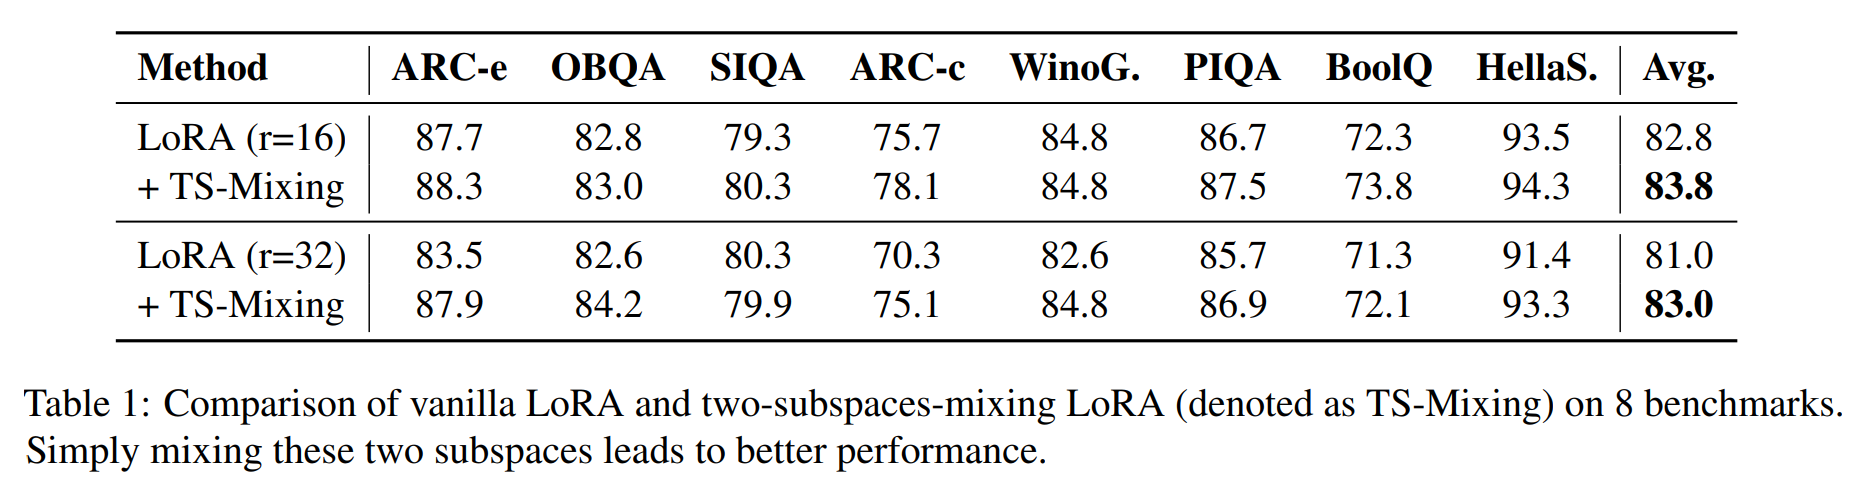 Method ARC-e OBQA SIQA ARC-c WinoG. PIQA BoolQ HellaS. Avg.
LoRA (r=16) 87.7 82.8 79.3 75.7 84.8 86.7 72.3 93.5 82.8
+ TS-Mixing 88.3 83.0 80.3 78.1 84.8 87.5 73.8 94.3 83.8
LoRA (r=32) 83.5 82.6 80.3 70.3 82.6 85.7 71.3 91.4 81.0
+ TS-Mixing 87.9 84.2 79.9 75.1 84.8 86.9 72.1 93.3 83.0
Table 1: Comparison of vanilla LoRA and two-subspaces-mixing LoRA (denoted as TS-Mixing) on 8 benchmarks.
Simply mixing these two subspaces leads to better performance.